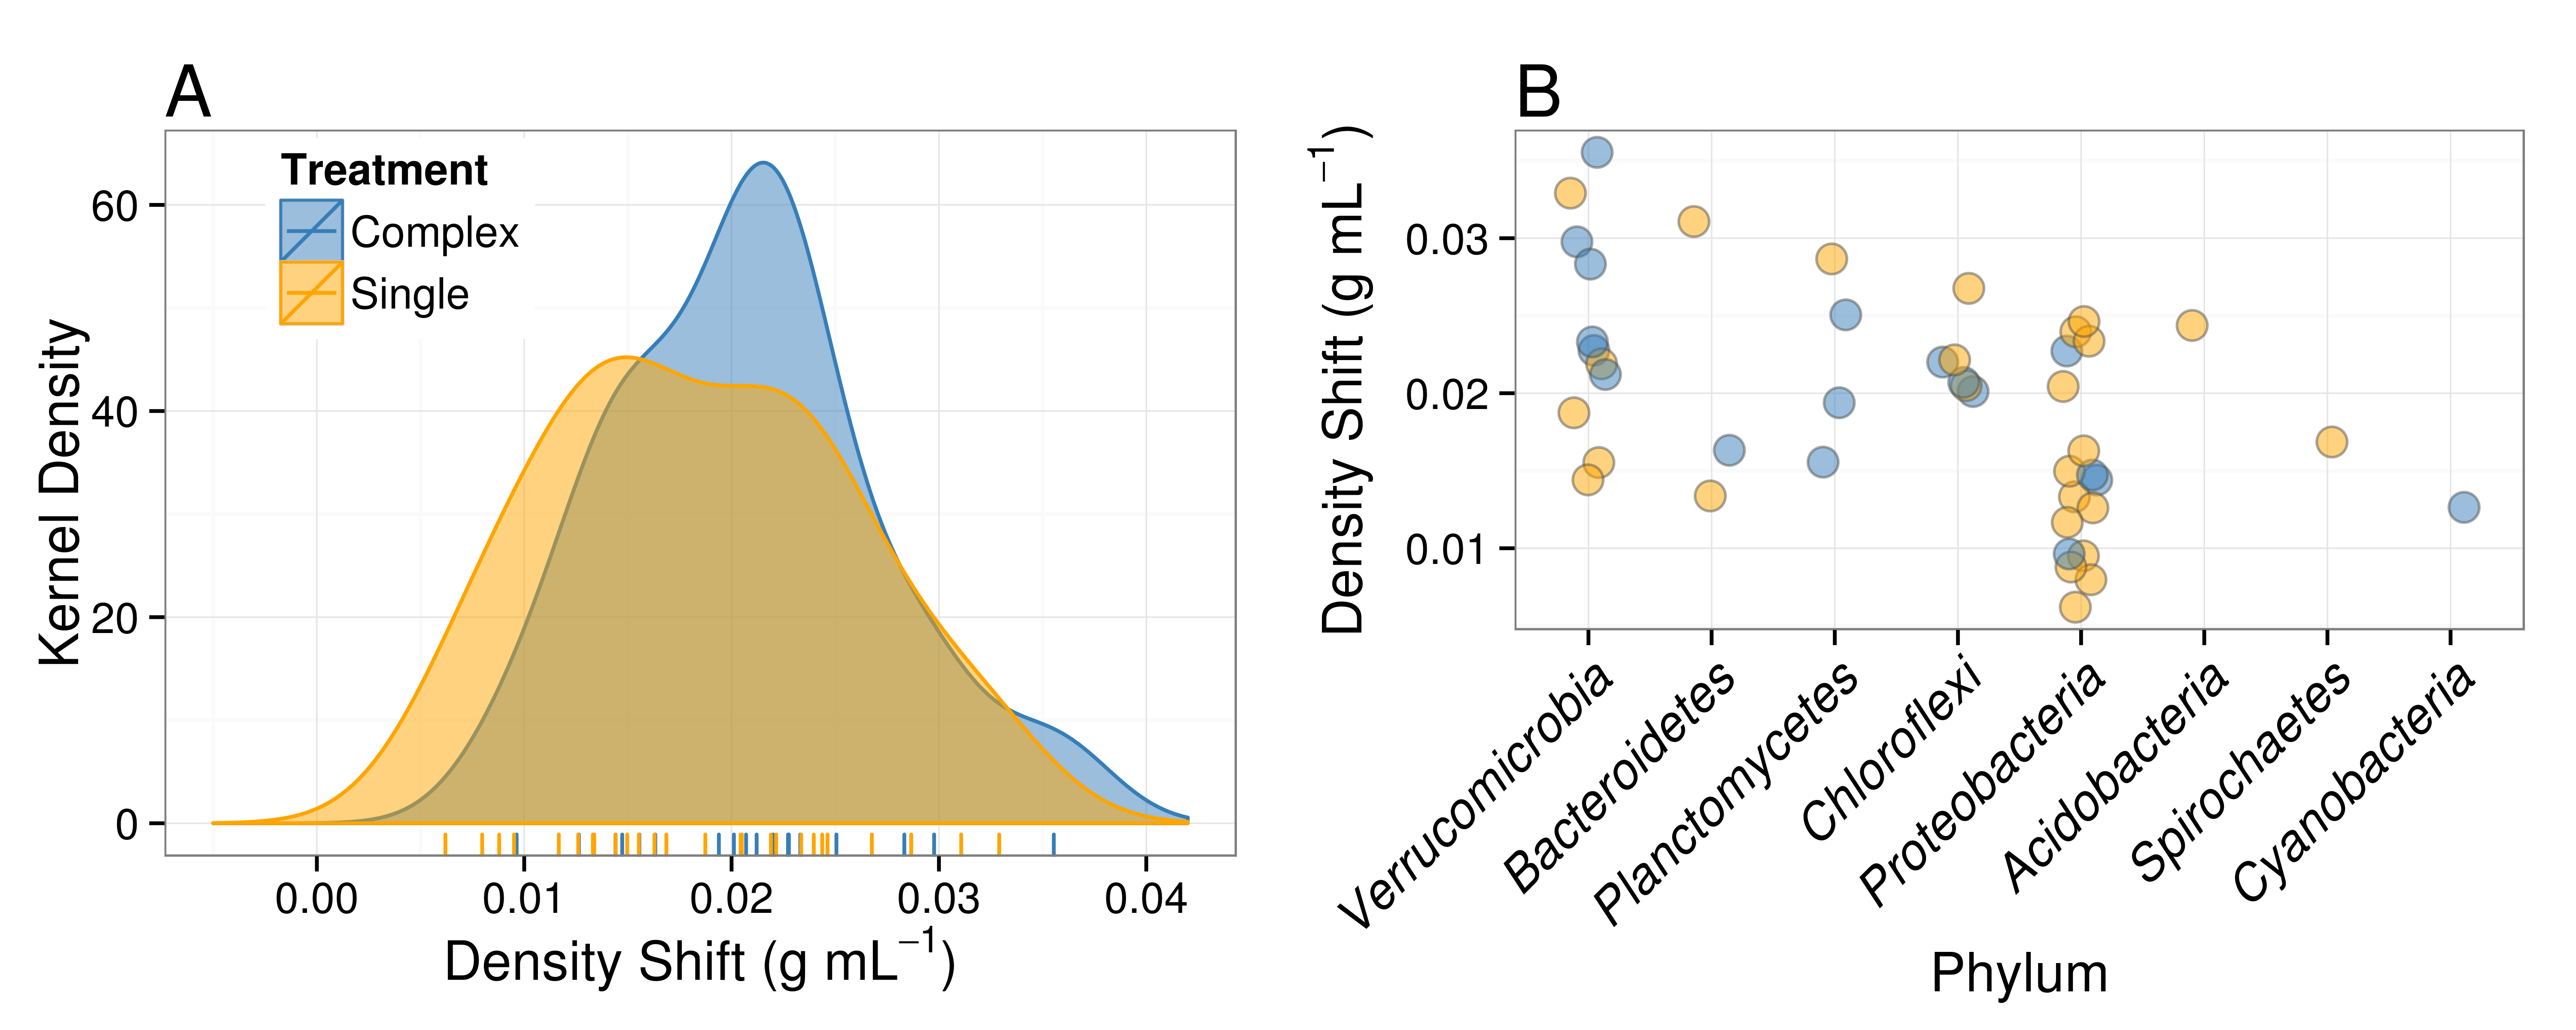 A
Treatment
Complex
Single
60
40
20
0
Kernel Density
0.00 0.01 0.02 0.03 0.04
Density Shift (g mL⁻¹)
B
Density Shift (g mL⁻¹)
0.03
0.02
0.01
Verrucomicrobia
Bacteroidetes
Planctomycetes
Chloroflexi
Proteobacteria
Acidobacteria
Spirochaetes
Cyanobacteria
Phylum